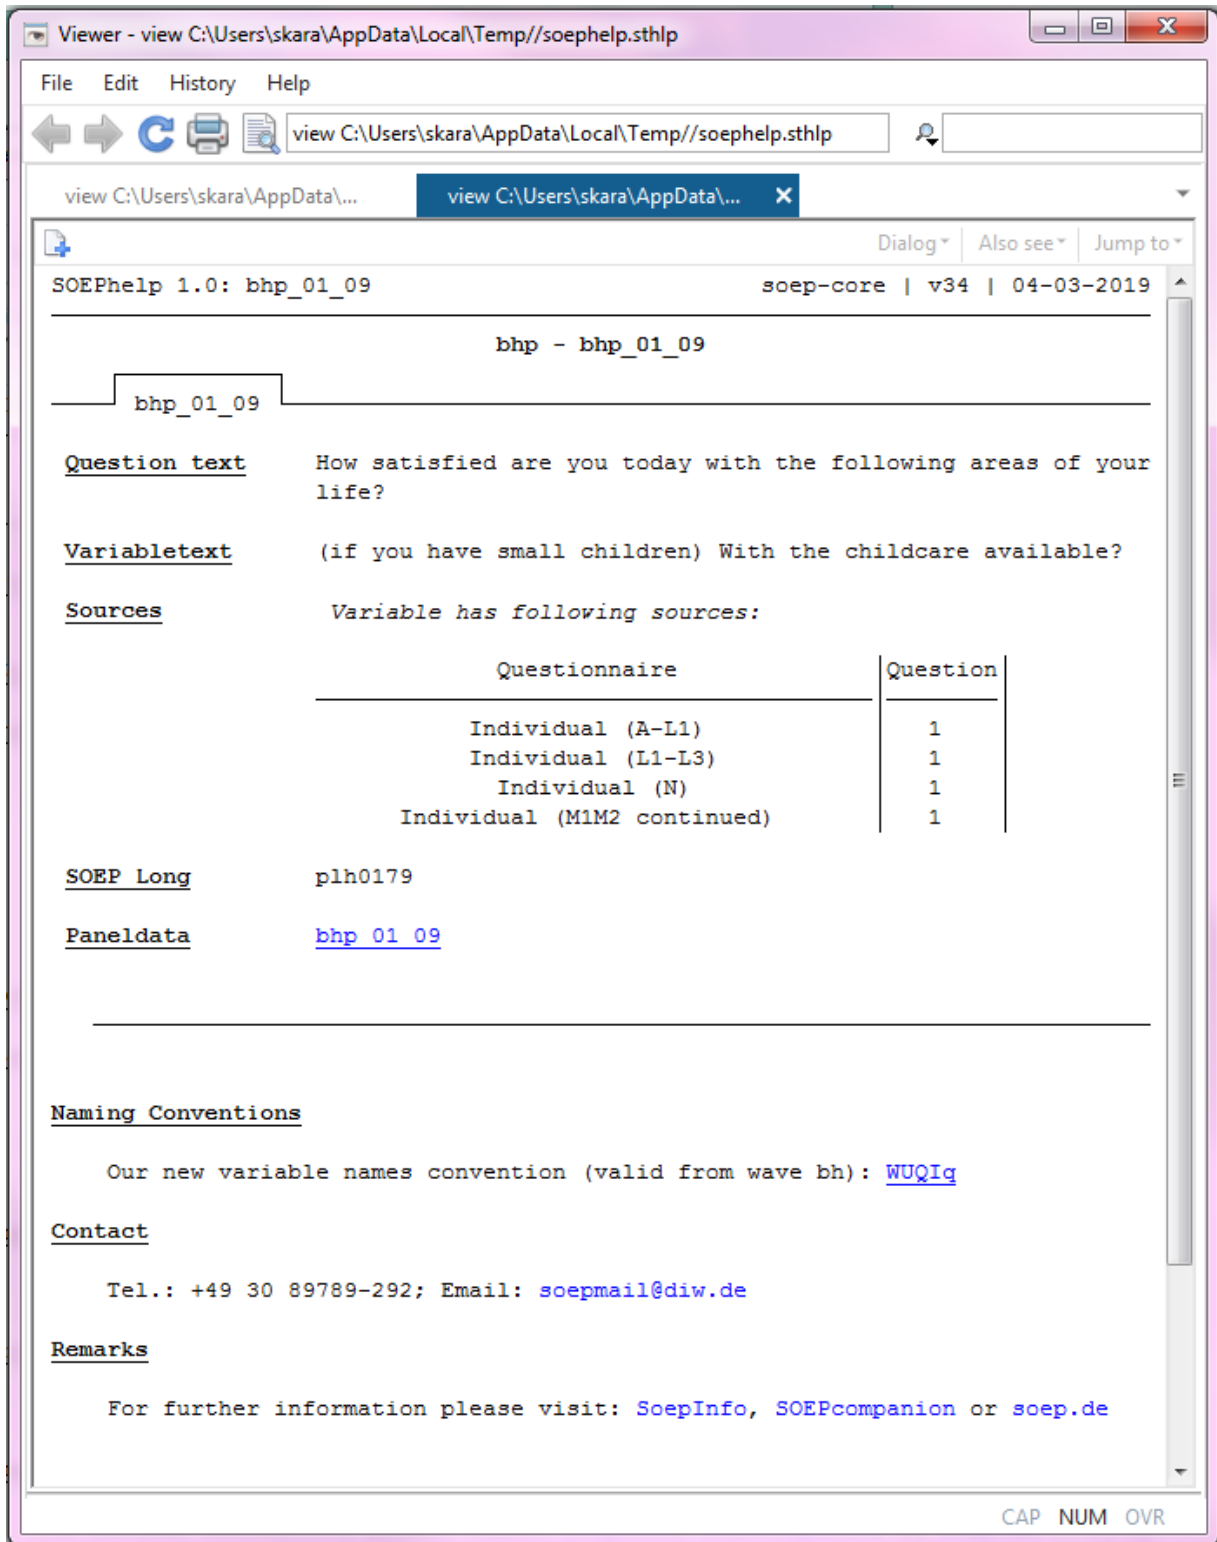 Viewer - view C:\Users\skara\AppData\Local\Temp//soephelp.sthlp
File Edit History Help
view C:\Users\skara\AppData\Local\Temp//soephelp.sthlp
view C:\Users\skara\AppData\... view C:\Users\skara\AppData\...
Dialog Also see Jump to
SOEPhelp 1.0: bhp_01_09 soep-core | v34 | 04-03-2019
bhp - bhp_01_09
bhp_01_09
Question text How satisfied are you today with the following areas of your
life?
Variabletext (if you have small children) With the childcare available?
Sources Variable has following sources:
Questionnaire Question
Individual (A-L1) 1
Individual (L1-L3) 1
Individual (N) 1
Individual (M1M2 continued) 1
SOEP Long plh0179
Paneldata bhp_01_09
Naming Conventions
Our new variable names convention (valid from wave bh): WUQIq
Contact
Tel.: +49 30 89789-292; Email: soepmail@diw.de
Remarks
For further information please visit: SoepInfo, SOEPcompanion or soep.de
CAP NUM OVR